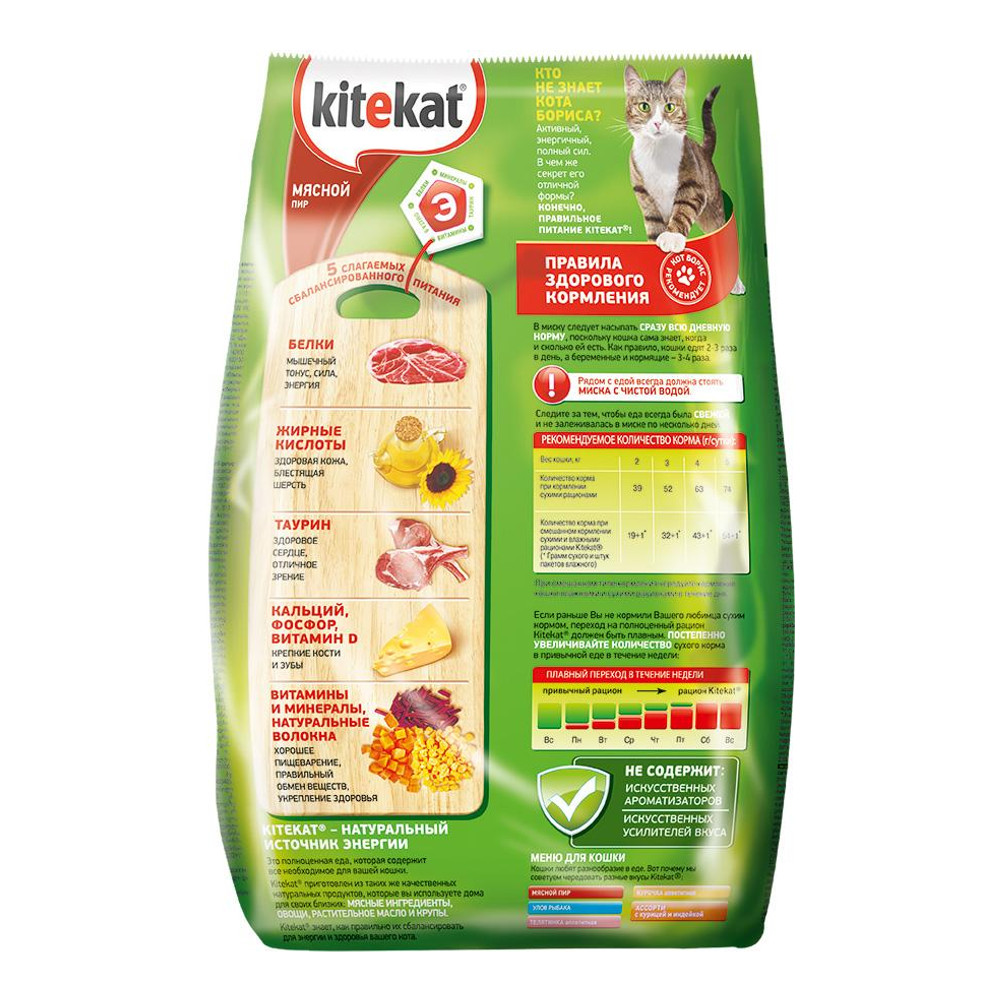 kitekat®
МЯСНОЙ
ПИР
БЕЛКИ
МИНЕРАЛЫ
ТАУРИН
ВИТАМИНЫ
ОМЕГА 6
Э
5 СЛАГАЕМЫХ
СБАЛАНСИРОВАННОГО ПИТАНИЯ
БЕЛКИ
МЫШЕЧНЫЙ
ТОНУС, СИЛА,
ЭНЕРГИЯ
ЖИРНЫЕ
КИСЛОТЫ
ЗДОРОВАЯ КОЖА,
БЛЕСТЯЩАЯ
ШЕРСТЬ
ТАУРИН
ЗДОРОВОЕ
СЕРДЦЕ,
ОТЛИЧНОЕ
ЗРЕНИЕ
КАЛЬЦИЙ,
ФОСФОР,
ВИТАМИН D
КРЕПКИЕ КОСТИ
И ЗУБЫ
ВИТАМИНЫ
И МИНЕРАЛЫ,
НАТУРАЛЬНЫЕ
ВОЛОКНА
ХОРОШЕЕ
ПИЩЕВАРЕНИЕ,
ПРАВИЛЬНЫЙ
ОБМЕН ВЕЩЕСТВ,
УКРЕПЛЕНИЕ ЗДОРОВЬЯ
KITEKAT® – НАТУРАЛЬНЫЙ
ИСТОЧНИК ЭНЕРГИИ
Это полноценная еда, которая содержит
все необходимое для вашей кошки.
Kitekat® приготовлен из таких же качественных
натуральных продуктов, которые вы используете дома
для своих близких: МЯСНЫЕ ИНГРЕДИЕНТЫ,
ОВОЩИ, РАСТИТЕЛЬНОЕ МАСЛО И КРУПЫ.
Kitekat® знает, как правильно их сбалансировать
для энергии и здоровья вашего кота.
КТО
НЕ ЗНАЕТ
КОТА
БОРИСА?
Активный,
энергичный,
полный сил.
В чем же
секрет его
отличной
формы?
КОНЕЧНО,
ПРАВИЛЬНОЕ
ПИТАНИЕ KITEKAT®!
ПРАВИЛА
ЗДОРОВОГО
КОРМЛЕНИЯ
КОТ БОРИС
РЕКОМЕНДУЕТ
В миску следует насыпать СРАЗУ ВСЮ ДНЕВНУЮ
НОРМУ, поскольку кошка сама знает, когда
и сколько ей есть. Как правило, кошки едят 2-3 раза
в день, а беременные и кормящие – 3-4 раза.
Рядом с едой всегда должна стоять
МИСКА С ЧИСТОЙ ВОДОЙ.
Следите за тем, чтобы еда всегда была СВЕЖЕЙ
и не залеживалась в миске по несколько дней.
РЕКОМЕНДУЕМОЕ КОЛИЧЕСТВО КОРМА (г/сутки):
Вес кошки, кг 2 3 4 5
Количество корма
при кормлении
сухими рационами 39 52 63 74
Количество корма при
смешанном кормлении
сухими и влажными
рационами Kitekat®
(* Грамм сухого и штук
пакетов влажного) 19+1* 32+1* 43+1* 54+1*
При смешанном типе кормления
Если раньше Вы не кормили Вашего любимца сухим
кормом, переход на полноценный рацион
Kitekat® должен быть плавным. ПОСТЕПЕННО
УВЕЛИЧИВАЙТЕ КОЛИЧЕСТВО сухого корма
в привычной еде в течение недели:
ПЛАВНЫЙ ПЕРЕХОД В ТЕЧЕНИЕ НЕДЕЛИ
привычный рацион → рацион Kitekat®
Вс Пн Вт Ср Чт Пт Сб Вс
НЕ СОДЕРЖИТ:
ИСКУССТВЕННЫХ
АРОМАТИЗАТОРОВ
ИСКУССТВЕННЫХ
УСИЛИТЕЛЕЙ ВКУСА
МЕНЮ ДЛЯ КОШКИ
Кошки любят разнообразие в еде. Вот почему мы
советуем чередовать разные вкусы Kitekat®:
МЯСНОЙ ПИР
УЛОВ РЫБАКА
ТЕЛЯТИНКА аппетитная
КУРОЧКА аппетитная
АССОРТИ
с курицей и индейкой